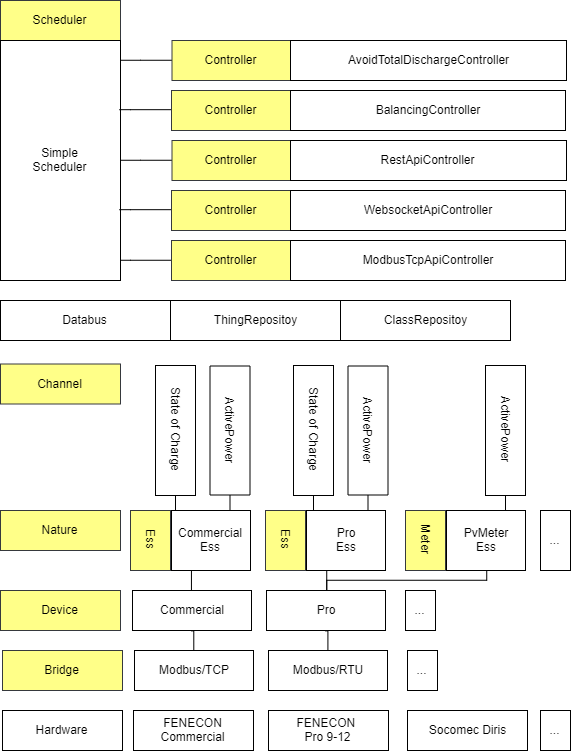 Scheduler
Simple
Scheduler
Controller AvoidTotalDischargeController
Controller BalancingController
Controller RestApiController
Controller WebsocketApiController
Controller ModbusTcpApiController
Databus ThingRepositoy ClassRepositoy
Channel
State of Charge
ActivePower
State of Charge
ActivePower
ActivePower
Nature
Ess
Commercial
Ess
Ess
Pro
Ess
Meter
PvMeter
Ess
...
Device Commercial Pro ...
Bridge Modbus/TCP Modbus/RTU ...
Hardware
FENECON
Commercial
FENECON
Pro 9-12
Socomec Diris
...